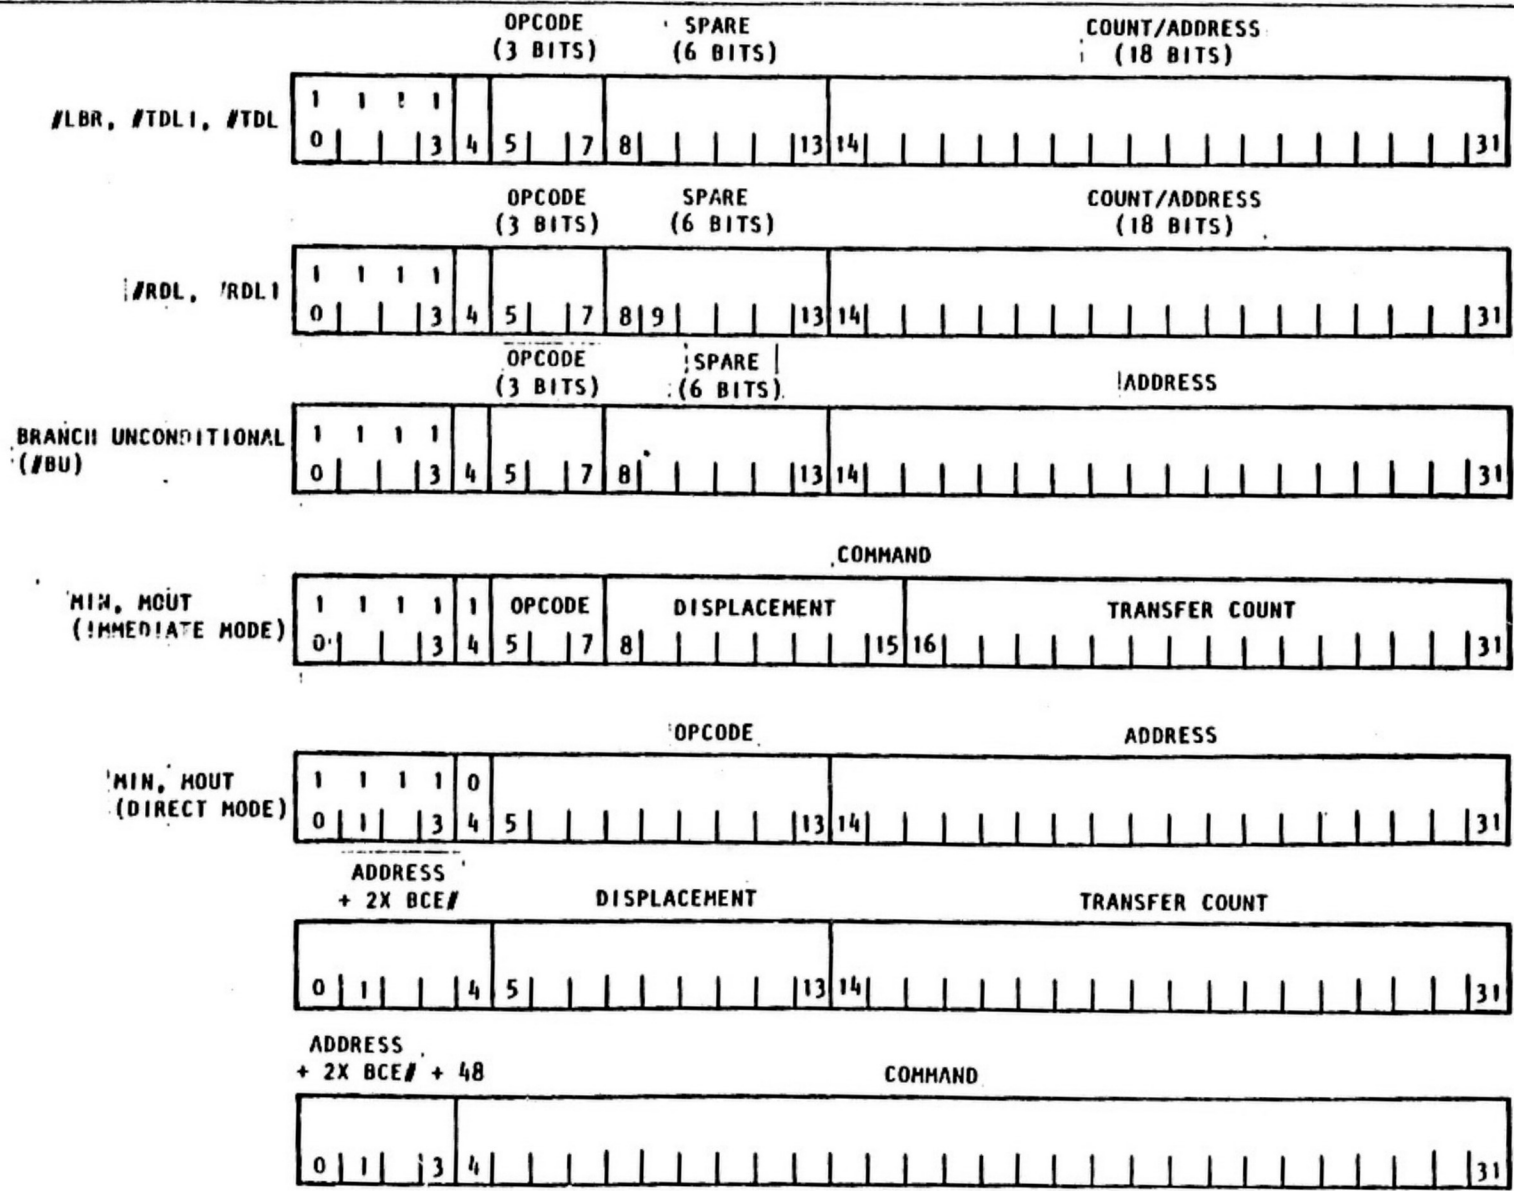 OPCODE SPARE COUNT/ADDRESS
(3 BITS) (6 BITS) (18 BITS)
#LBR, #TDLI, #TDL 1 1 1 1
0 3 4 5 7 8 13 14 31
OPCODE SPARE COUNT/ADDRESS
(3 BITS) (6 BITS) (18 BITS)
#RDL, #RDLI 1 1 1 1
0 3 4 5 7 8 9 13 14 31
OPCODE SPARE ADDRESS
(3 BITS) (6 BITS)
BRANCH UNCONDITIONAL 1 1 1 1
(#BU) 0 3 4 5 7 8 13 14 31
COMMAND
MIN, MOUT 1 1 1 1 1 OPCODE DISPLACEMENT TRANSFER COUNT
(IMMEDIATE MODE) 0 3 4 5 7 8 15 16 31
OPCODE ADDRESS
MIN, MOUT 1 1 1 1 0
(DIRECT MODE) 0 1 3 4 5 13 14 31
ADDRESS
+ 2X BCE# DISPLACEMENT TRANSFER COUNT
0 1 4 5 13 14 31
ADDRESS
+ 2X BCE# + 48 COMMAND
0 1 3 4 31